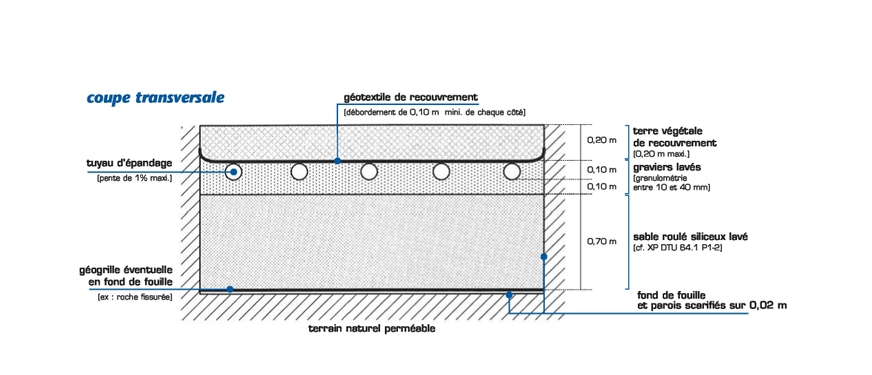 coupe transversale
géotextile de recouvrement
(débordement de 0,10 m mini. de chaque côté)
tuyau d'épandage
(pente de 1% maxi.)
géogrille éventuelle
en fond de fouille
(ex : roche fissurée)
terrain naturel perméable
0,20 m
0,10 m
0,10 m
0,70 m
terre végétale
de recouvrement
(0,20 m maxi.)
graviers lavés
(granulométrie
entre 10 et 40 mm)
sable roulé siliceux lavé
(cf. XP DTU 64.1 P1-2)
fond de fouille
et parois scarifiés sur 0,02 m